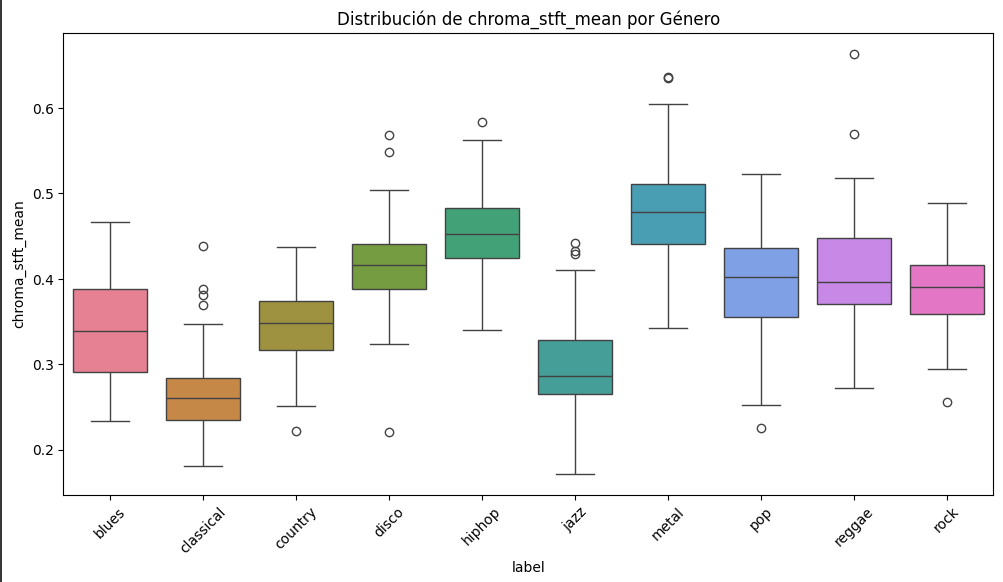 Distribución de chroma_stft_mean por Género
chroma_stft_mean
0.6
0.5
0.4
0.3
0.2
blues
classical
country
disco
hiphop
jazz
metal
pop
reggae
rock
label